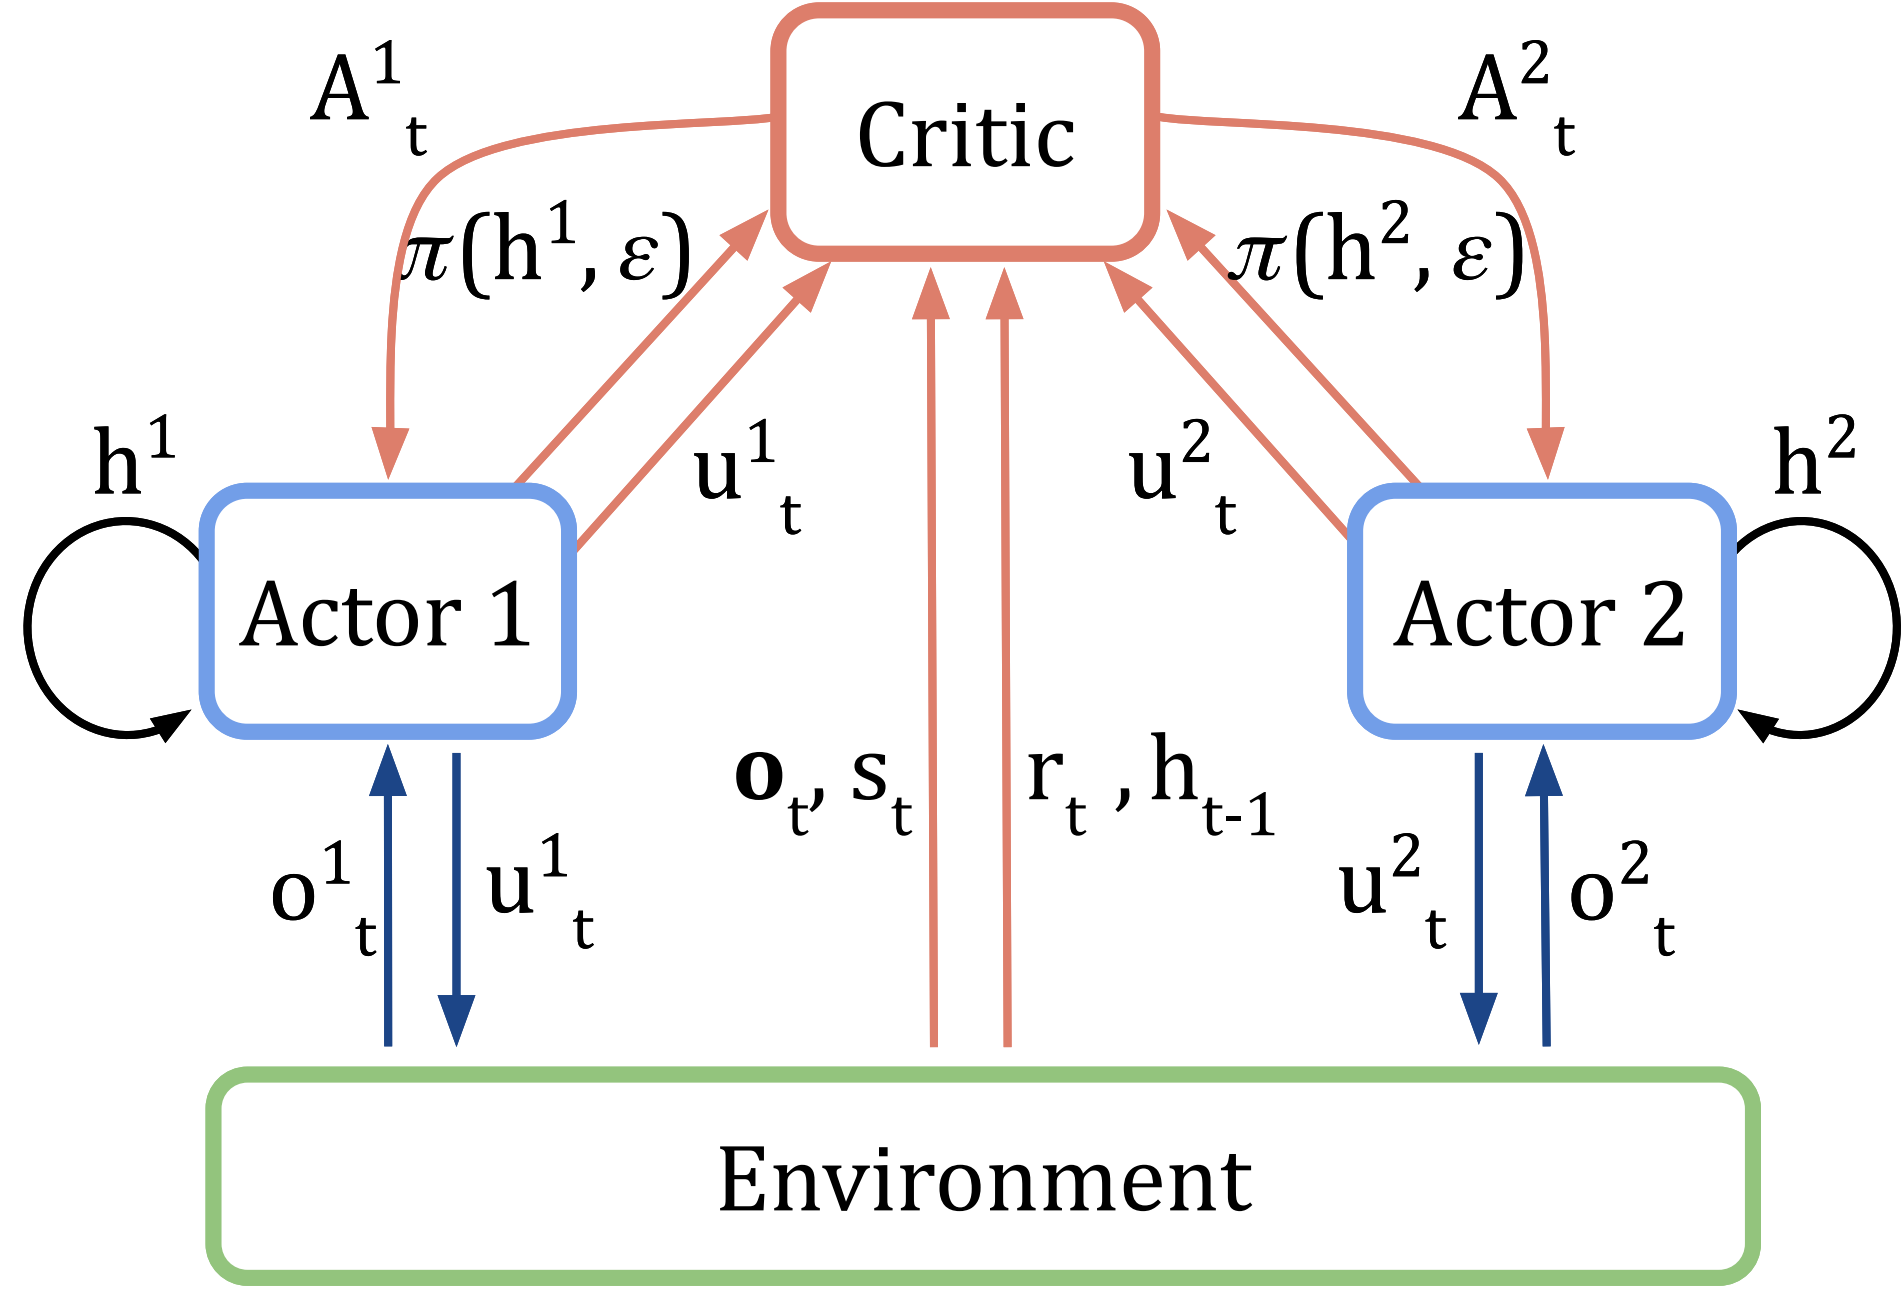 A¹ₜ
Critic
A²ₜ
π(h¹, ε)
π(h², ε)
h¹
u¹ₜ
u²ₜ
h²
Actor 1
Actor 2
𝐨ₜ, sₜ
rₜ , hₜ₋₁
o¹ₜ
u¹ₜ
u²ₜ
o²ₜ
Environment